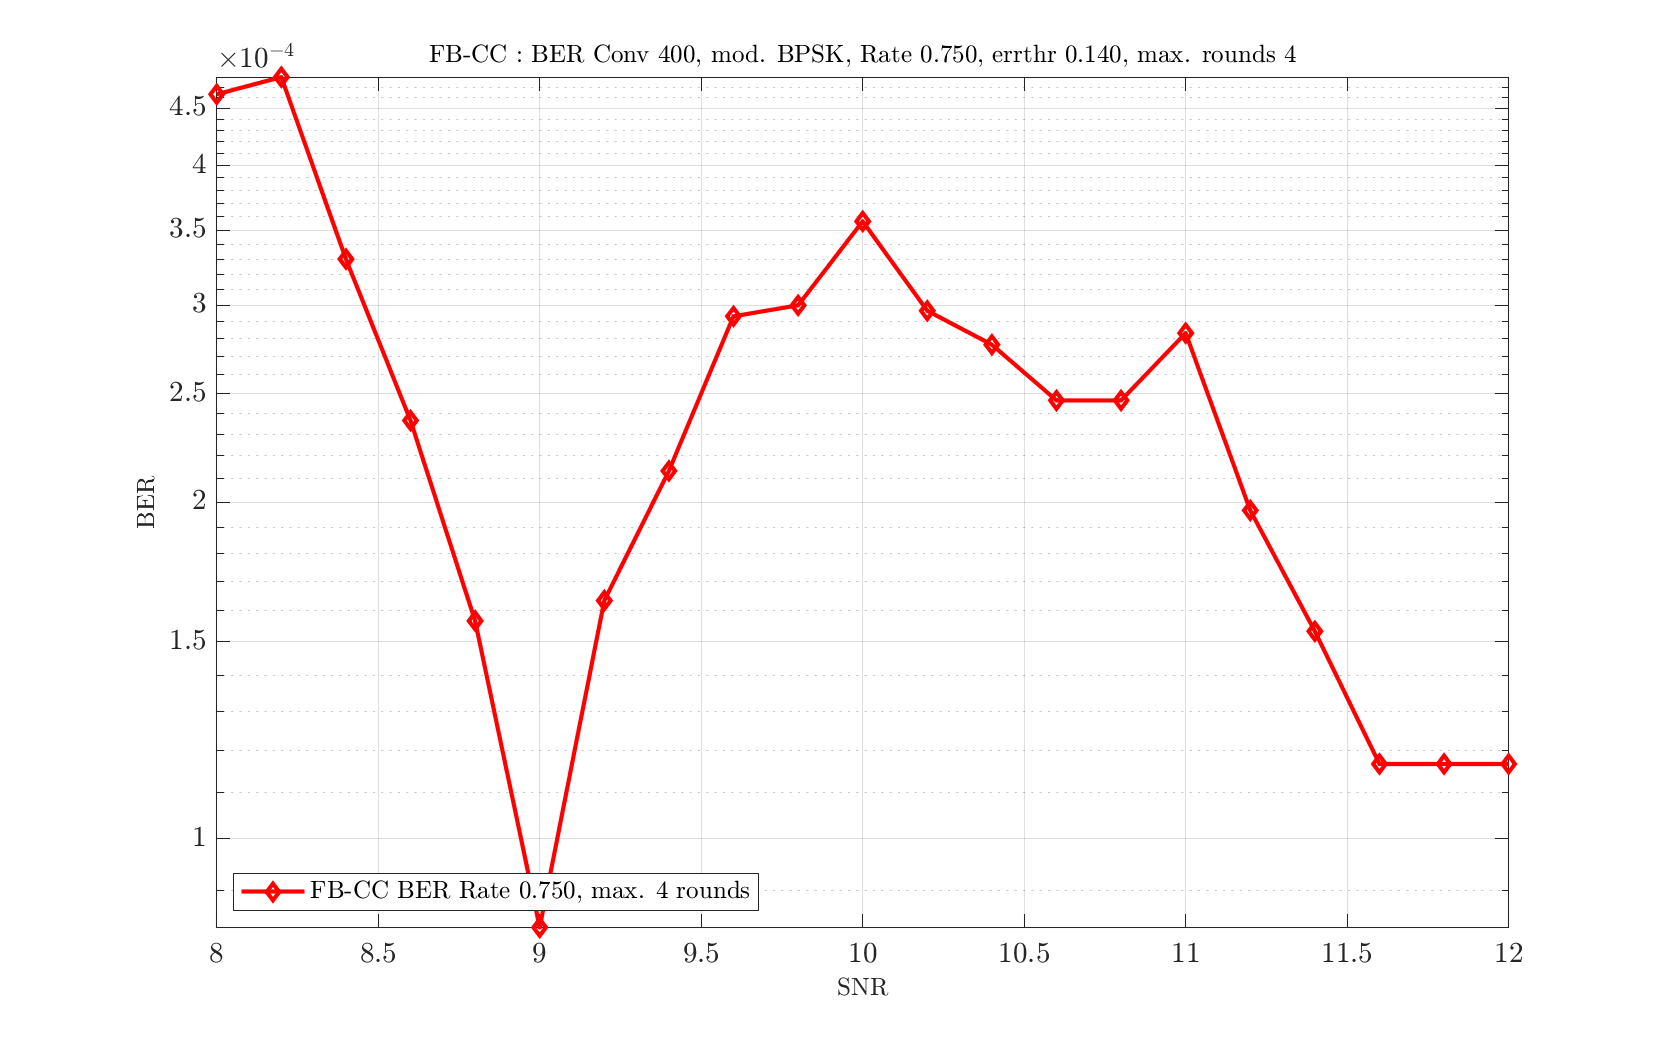 ×10⁻⁴
FB-CC : BER Conv 400, mod. BPSK, Rate 0.750, errthr 0.140, max. rounds 4
4.5
4
3.5
3
2.5
2
1.5
1
BER
FB-CC BER Rate 0.750, max. 4 rounds
8 8.5 9 9.5 10 10.5 11 11.5 12
SNR